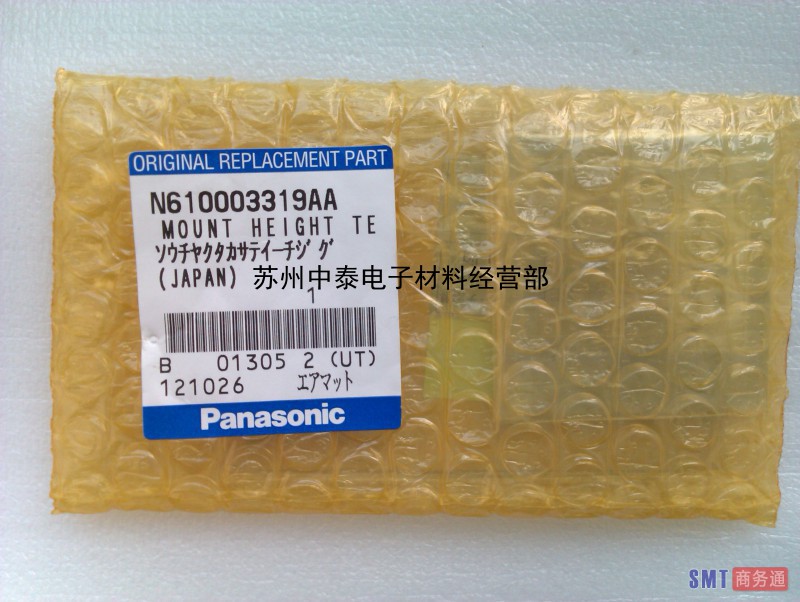 ORIGINAL REPLACEMENT PART
N610003319AA
MOUNT HEIGHT TE
ソウチヤクタカサテイーチジグ
(JAPAN)
苏州中泰电子材料经营部
1
B 01305 2 (UT)
121026 エアマット
Panasonic
SMT 商务通